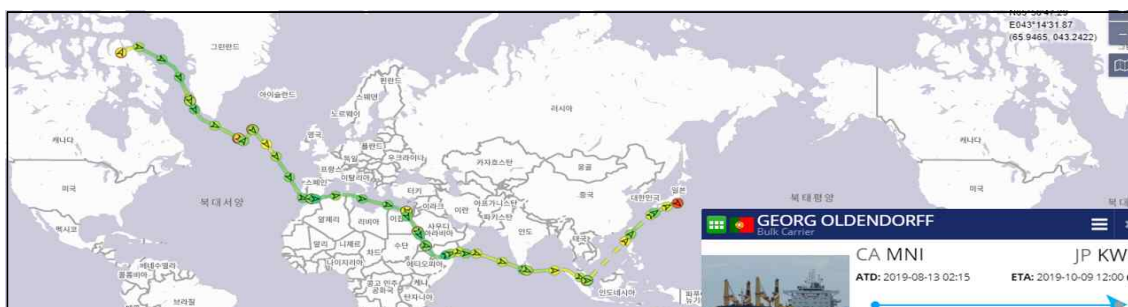 E043°14'31.87
(65.9465, 043.2422)
그린란드
아이슬란드
핀란드
스웨덴
노르웨이
러시아
캐나다
영국
폴란드
독일
우크라이나
프랑스
이탈리아
스페인
카자흐스탄
몽골
캐나다
미국
북대서양
터키
이라크
이란
아프가니스탄
파키스탄
중국
대한민국
일본
북태평양
미국
북대
멕시코
알제리
리비아
이집
사우디
아라비아
인도
태국
말리
니제르
차드
수단
에티오피아
나이지리아
케냐
콩고 민주
공화국
탄자니아
인도네시아
베네수엘라
콜롬비아
브라질
GEORG OLDENDORFF
Bulk Carrier
CA MNI
JP KW
ATD: 2019-08-13 02:15
ETA: 2019-10-09 12:00